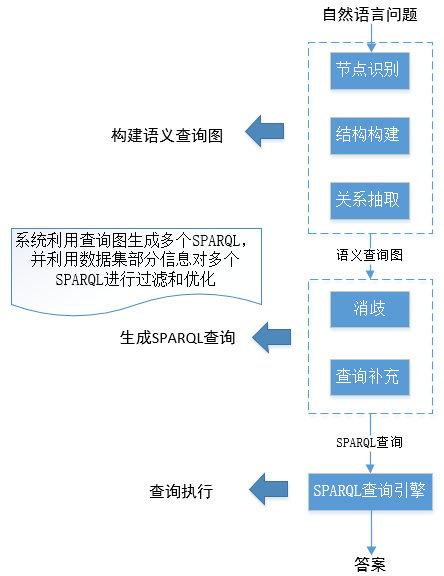 自然语言问题
节点识别
构建语义查询图
结构构建
关系抽取
系统利用查询图生成多个SPARQL，
并利用数据集部分信息对多个
SPARQL进行过滤和优化
语义查询图
消歧
生成SPARQL查询
查询补充
SPARQL查询
查询执行
SPARQL查询引擎
答案